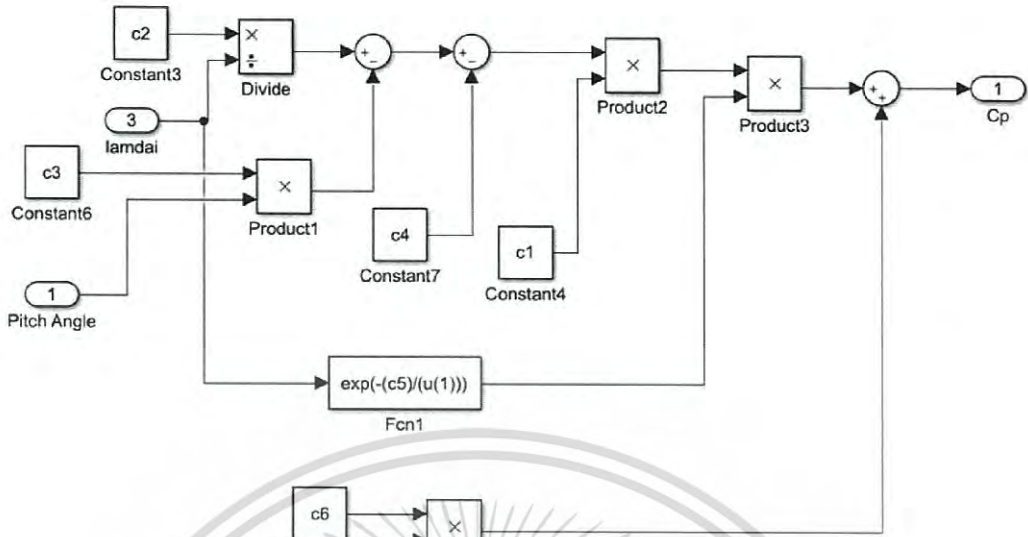 c2
×
÷
Constant3
Divide
+
−
+
−
×
Product2
×
Product3
+
+
1
Cp
3
lamdai
c3
Constant6
×
Product1
c4
Constant7
c1
Constant4
1
Pitch Angle
exp(-(c5)/(u(1)))
Fcn1
c6
×